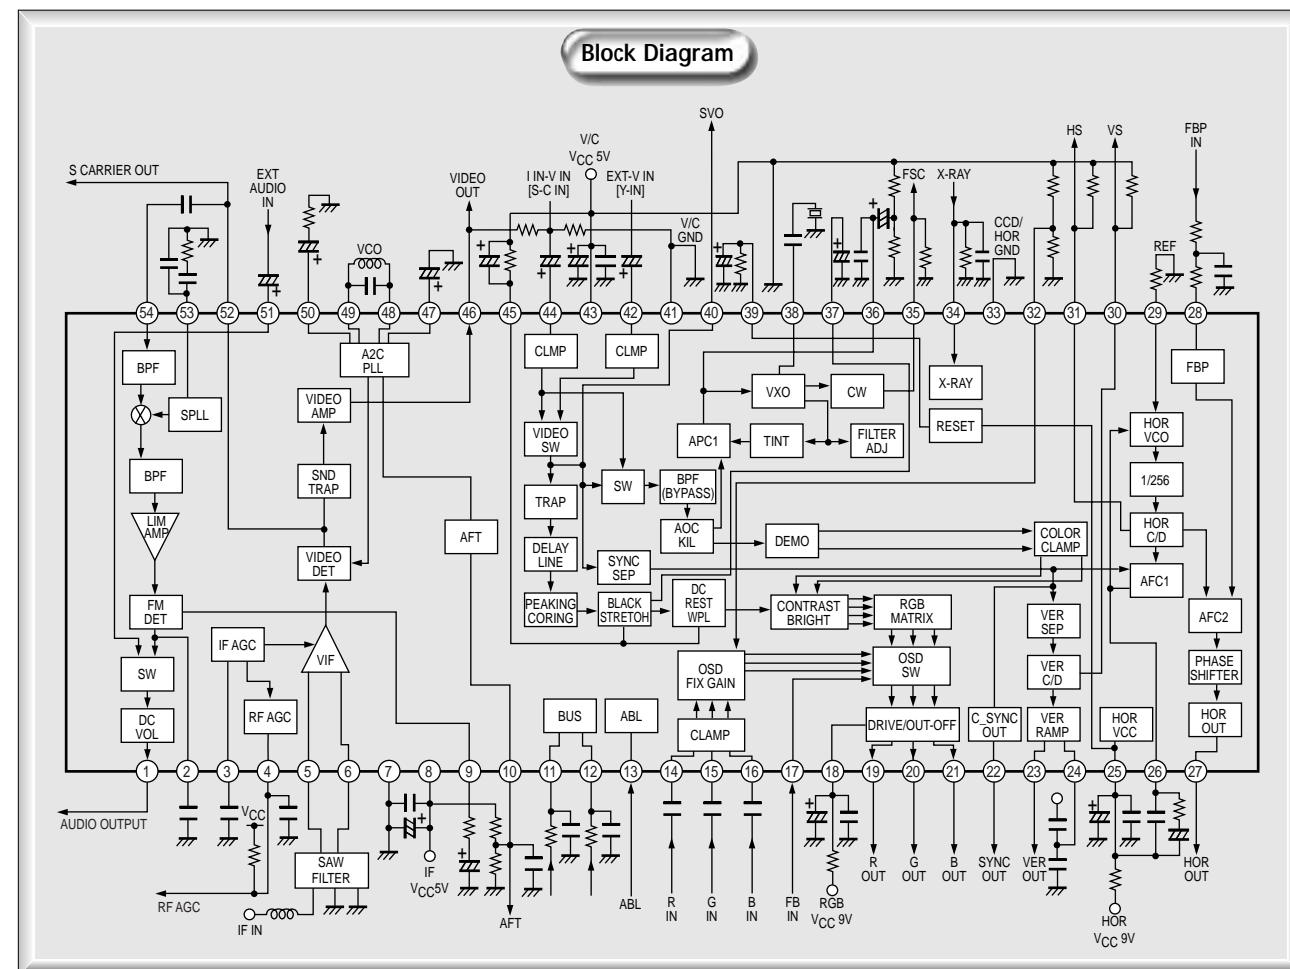 Block Diagram
S CARRIER OUT
EXT
AUDIO
IN
VCO
VIDEO
OUT
I IN-V IN
[S-C IN]
V/C
VCC 5V
EXT-V IN
[Y-IN]
V/C
GND
SVO
FSC
X-RAY
CCD/
HOR
GND
HS
VS
REF
FBP
IN
54
53
52
51
50
49
48
47
46
45
44
43
42
41
40
39
38
37
36
35
34
33
32
31
30
29
28
BPF
SPLL
BPF
LIM
AMP
FM
DET
SW
DC
VOL
A2C
PLL
VIDEO
AMP
SND
TRAP
VIDEO
DET
IF AGC
VIF
RF AGC
AFT
CLMP
CLMP
VIDEO
SW
TRAP
DELAY
LINE
PEAKING
CORING
SW
BPF
(BYPASS)
AOC
KIL
SYNC
SEP
BLACK
STRETOH
DC
REST
WPL
VXO
CW
APC1
TINT
FILTER
ADJ
X-RAY
RESET
DEMO
COLOR
CLAMP
CONTRAST
BRIGHT
RGB
MATRIX
OSD
FIX GAIN
OSD
SW
CLAMP
DRIVE/OUT-OFF
BUS
ABL
FBP
HOR
VCO
1/256
HOR
C/D
AFC1
AFC2
VER
SEP
VER
C/D
VER
RAMP
C_SYNC
OUT
HOR
VCC
PHASE
SHIFTER
HOR
OUT
1
2
3
4
5
6
7
8
9
10
11
12
13
14
15
16
17
18
19
20
21
22
23
24
25
26
27
AUDIO OUTPUT
VCC
SAW
FILTER
RF AGC
IF IN
IF
VCC5V
AFT
ABL
R
IN
G
IN
B
IN
FB
IN
RGB
VCC 9V
R
OUT
G
OUT
B
OUT
SYNC
OUT
VER
OUT
HOR
VCC 9V
HOR
OUT